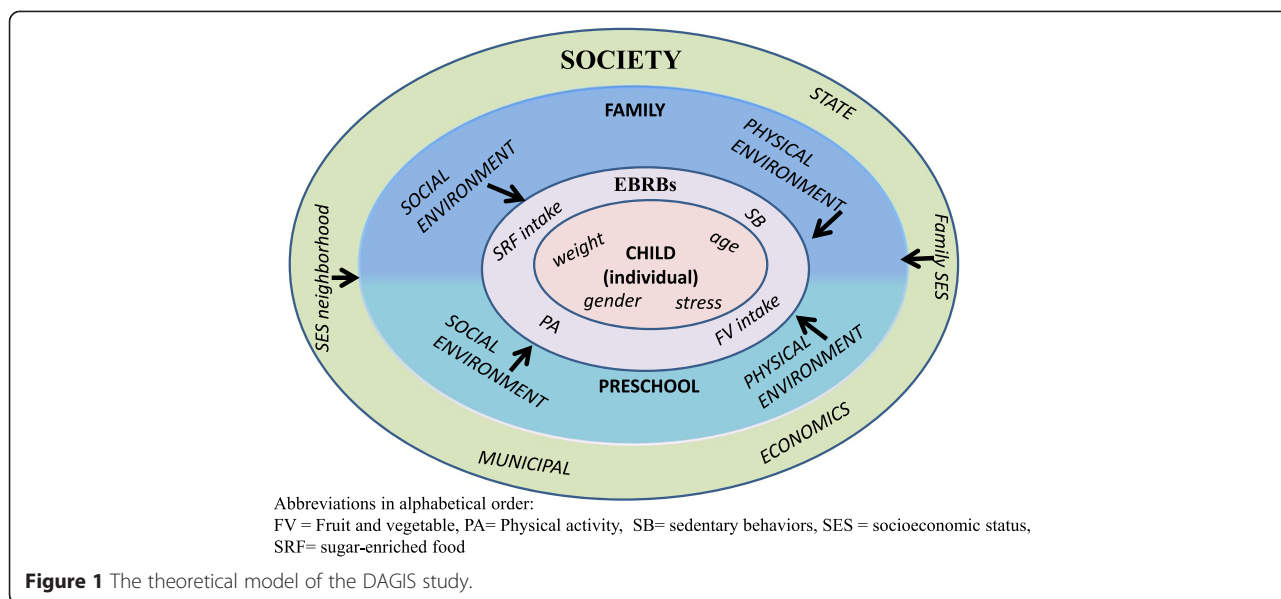 SOCIETY
STATE
FAMILY
SOCIAL
ENVIRONMENT
PHYSICAL
ENVIRONMENT
EBRBs
SRF intake
SB
weight
age
CHILD
(individual)
gender
stress
PA
FV intake
SES neighborhood
Family SES
SOCIAL
ENVIRONMENT
PHYSICAL
ENVIRONMENT
PRESCHOOL
MUNICIPAL
ECONOMICS
Abbreviations in alphabetical order:
FV = Fruit and vegetable, PA= Physical activity, SB= sedentary behaviors, SES = socioeconomic status,
SRF= sugar-enriched food
Figure 1 The theoretical model of the DAGIS study.